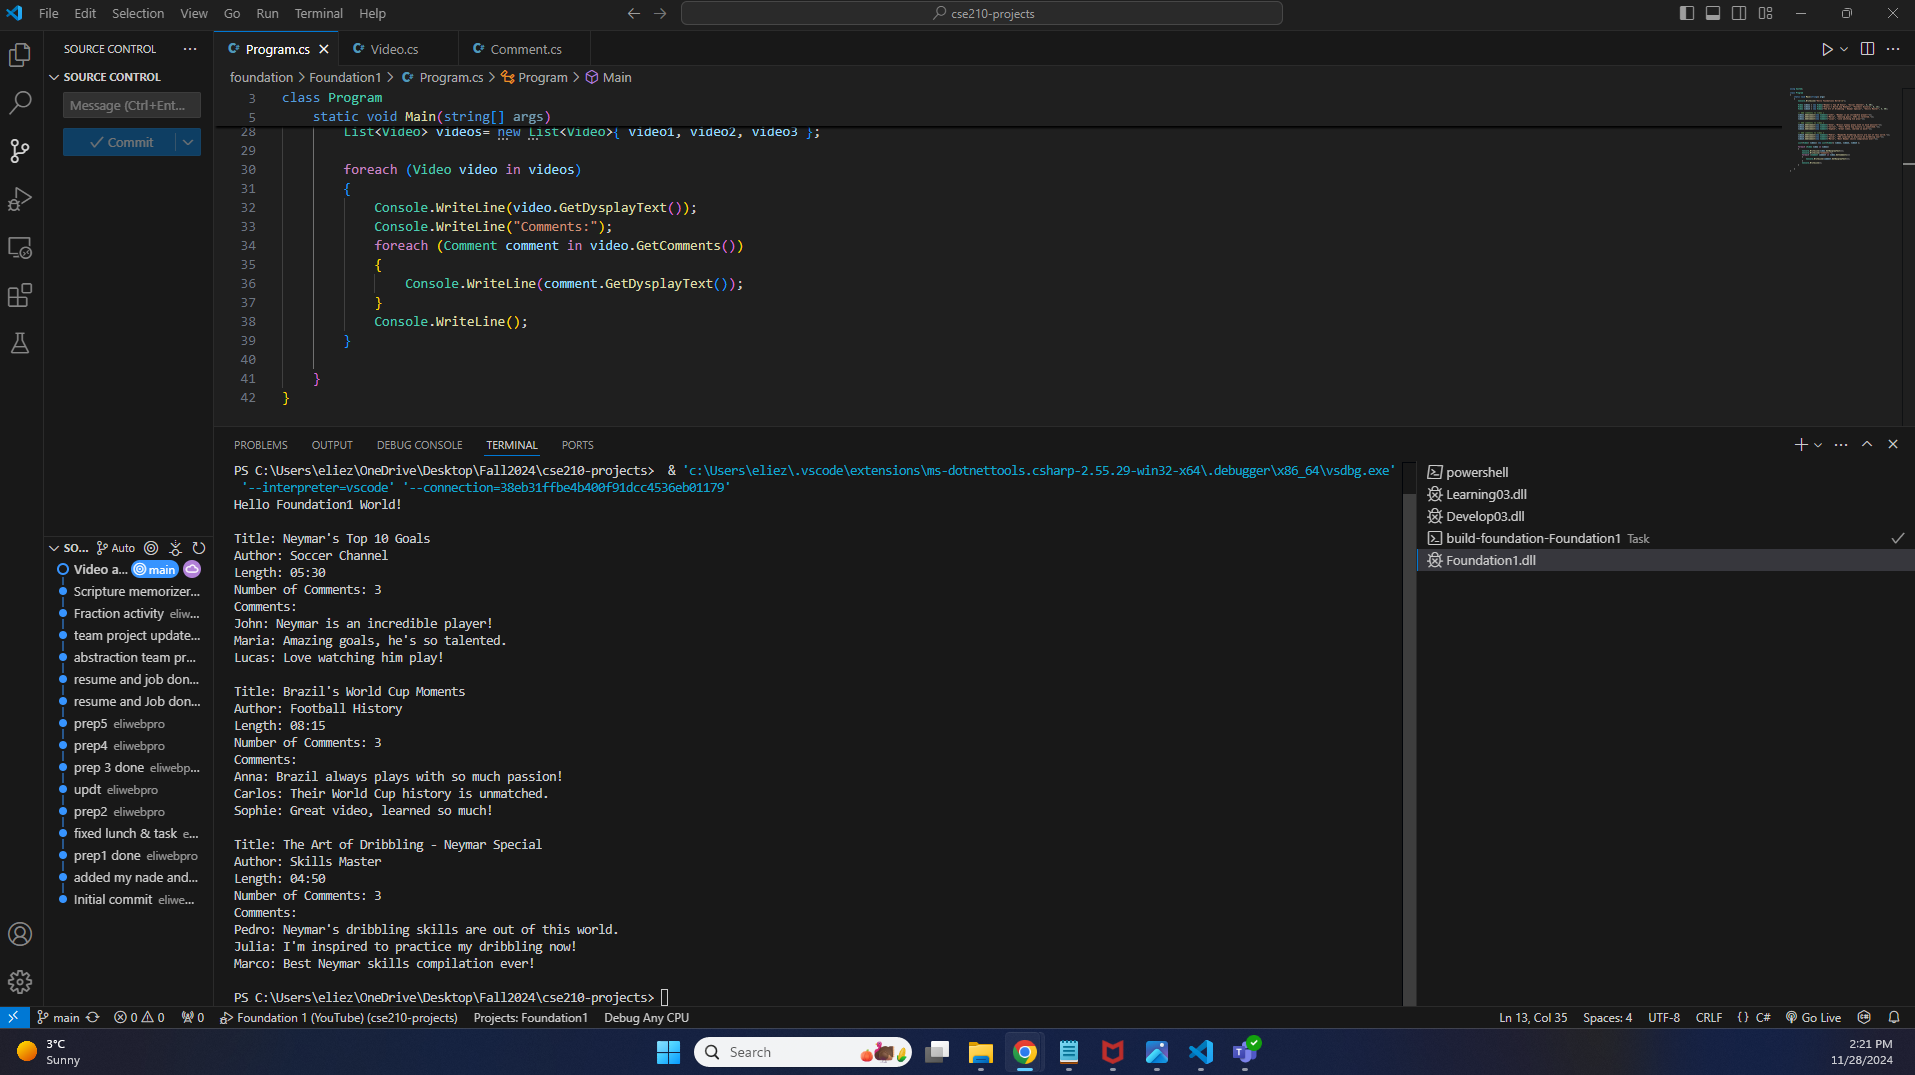 File Edit Selection View Go Run Terminal Help
cse210-projects
SOURCE CONTROL
SOURCE CONTROL
Message (Ctrl+Ent...
Commit
Program.cs
Video.cs
Comment.cs
foundation > Foundation1 > Program.cs > Program > Main
3 class Program
5 static void Main(string[] args)
28 List<Video> videos= new List<Video>{ video1, video2, video3 };
29
30 foreach (Video video in videos)
31 {
32 Console.WriteLine(video.GetDysplayText());
33 Console.WriteLine("Comments:");
34 foreach (Comment comment in video.GetComments())
35 {
36 Console.WriteLine(comment.GetDysplayText());
37 }
38 Console.WriteLine();
39 }
40
41 }
42 }
PROBLEMS OUTPUT DEBUG CONSOLE TERMINAL PORTS
PS C:\Users\eliez\OneDrive\Desktop\Fall2024\cse210-projects> & 'c:\Users\eliez\.vscode\extensions\ms-dotnettools.csharp-2.55.29-win32-x64\.debugger\x86_64\vsdbg.exe'
'--interpreter=vscode' '--connection=38eb31ffbe4b400f91dcc4536eb01179'
Hello Foundation1 World!
Title: Neymar's Top 10 Goals
Author: Soccer Channel
Length: 05:30
Number of Comments: 3
Comments:
John: Neymar is an incredible player!
Maria: Amazing goals, he's so talented.
Lucas: Love watching him play!
Title: Brazil's World Cup Moments
Author: Football History
Length: 08:15
Number of Comments: 3
Comments:
Anna: Brazil always plays with so much passion!
Carlos: Their World Cup history is unmatched.
Sophie: Great video, learned so much!
Title: The Art of Dribbling - Neymar Special
Author: Skills Master
Length: 04:50
Number of Comments: 3
Comments:
Pedro: Neymar's dribbling skills are out of this world.
Julia: I'm inspired to practice my dribbling now!
Marco: Best Neymar skills compilation ever!
PS C:\Users\eliez\OneDrive\Desktop\Fall2024\cse210-projects>
powershell
Learning03.dll
Develop03.dll
build-foundation-Foundation1 Task
Foundation1.dll
SO... Auto
Video a... main
Scripture memorizer...
Fraction activity eliw...
team project update...
abstraction team pr...
resume and job don...
resume and Job don...
prep5 eliwebpro
prep4 eliwebpro
prep 3 done eliwebp...
updt eliwebpro
prep2 eliwebpro
fixed lunch & task e...
prep1 done eliwebpro
added my nade and...
Initial commit eliwe...
main 0 0 0 Foundation 1 (YouTube) (cse210-projects) Projects: Foundation1 Debug Any CPU
Ln 13, Col 35 Spaces: 4 UTF-8 CRLF {} C# Go Live
3°C
Sunny
Search
2:21 PM
11/28/2024